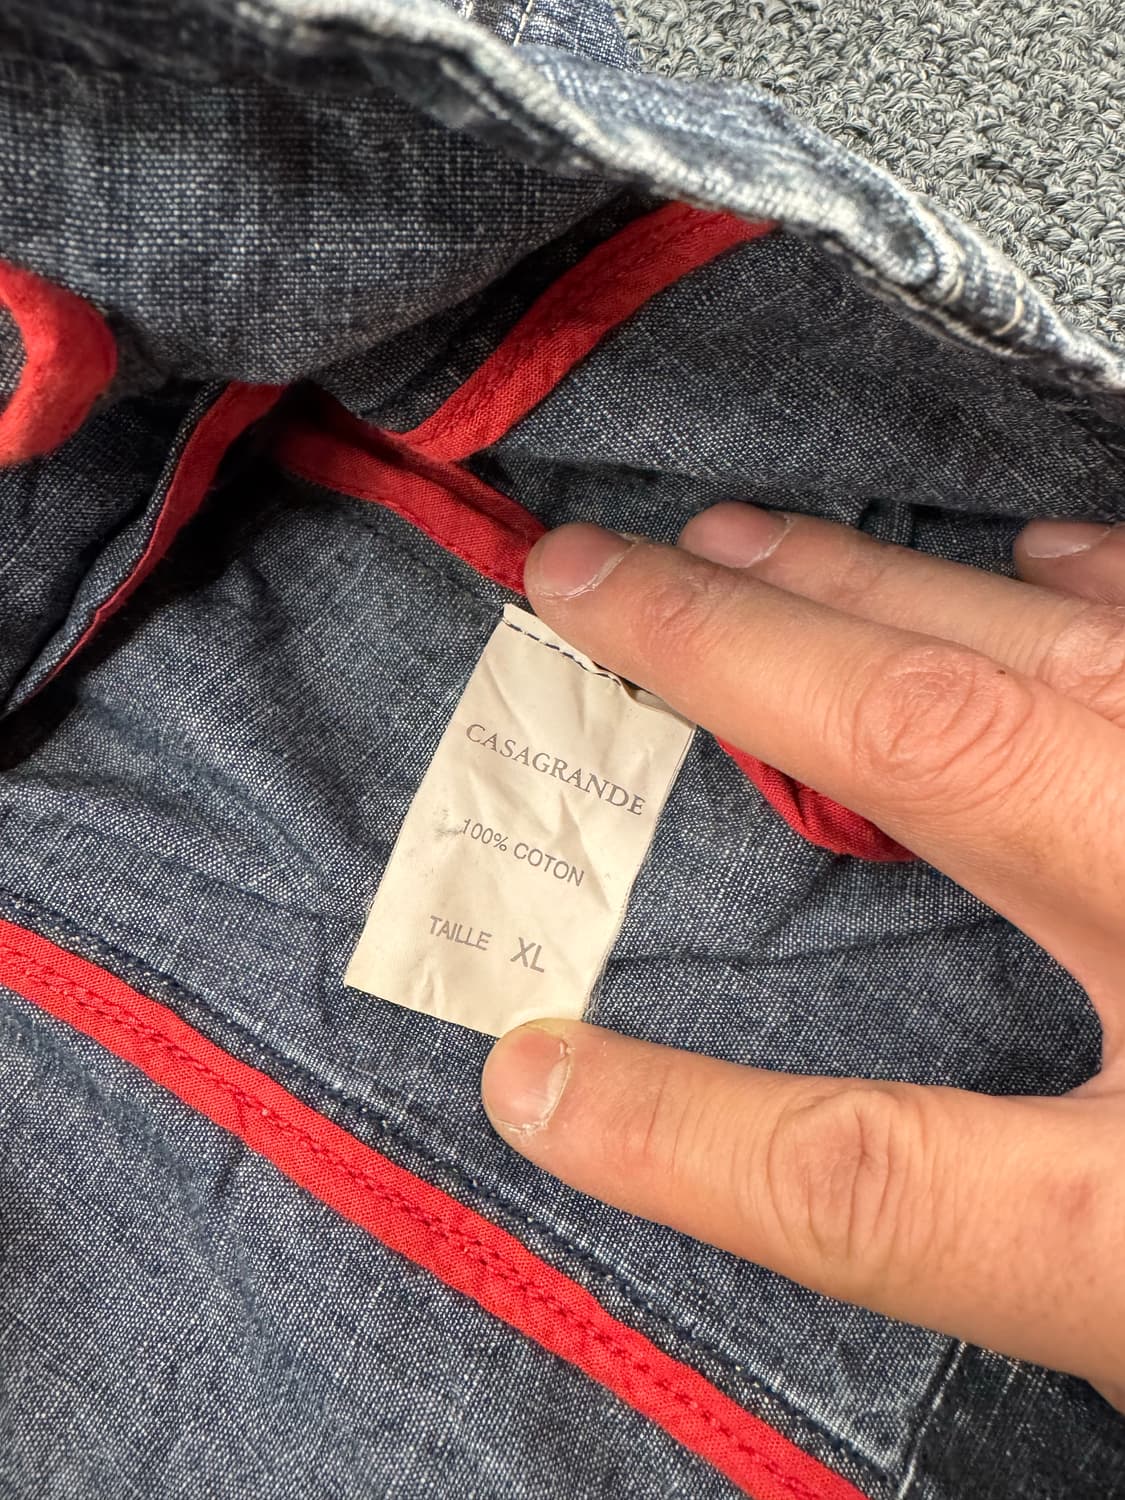 CASAGRANDE
100% COTON
TAILLE XL